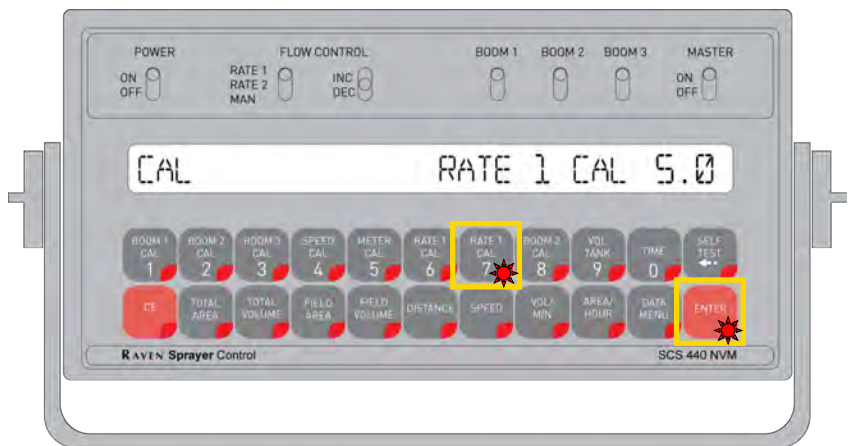 POWER FLOW CONTROL BOOM 1 BOOM 2 BOOM 3 MASTER
ON RATE 1 INC ON
OFF RATE 2 DEC OFF
MAN
CAL RATE 1 CAL 5.0
BOOM 1 CAL 1 BOOM 2 CAL 2 BOOM 3 CAL 3 SPEED CAL 4 METER CAL 5 RATE 1 CAL 6 RATE 1 CAL 7 BOOM 2 CAL 8 VOL TANK 9 TIME 0 SELF TEST
CE TOTAL AREA TOTAL VOLUME FIELD AREA FIELD VOLUME DISTANCE SPEED VOL/ MIN AREA/ HOUR DATA MENU ENTER
RAVEN Sprayer Control SCS 440 NVM